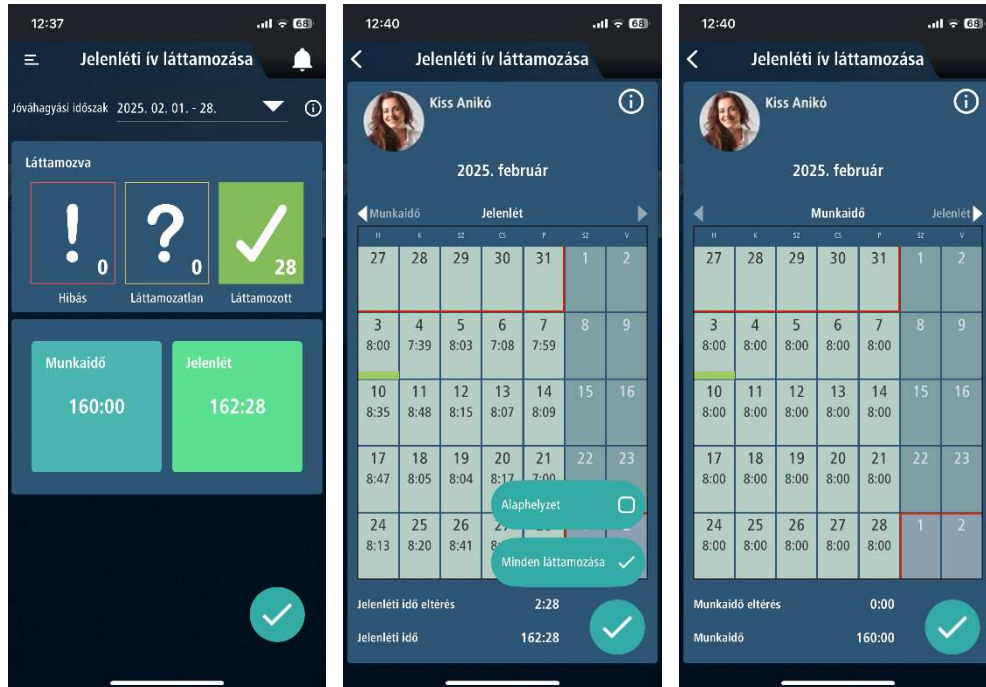 12:37
68
Jelenléti ív láttamozása
Jóváhagyási időszak 2025. 02. 01. - 28.
Láttamozva
0 0 28
Hibás Láttamozatlan Láttamozott
Munkaidő Jelenlét
160:00 162:28
12:40
68
Jelenléti ív láttamozása
Kiss Anikó
2025. február
Munkaidő Jelenlét
H K SZ CS P SZ V
27 28 29 30 31 1 2
3 4 5 6 7 8 9
8:00 7:39 8:03 7:08 7:59
10 11 12 13 14 15 16
8:35 8:48 8:15 8:07 8:09
17 18 19 20 21 22 23
8:47 8:05 8:04 8:17 7:00
Alaphelyzet
24 25 26
8:13 8:20 8:41
Minden láttamozása
Jelenléti idő eltérés 2:28
Jelenléti idő 162:28
12:40
68
Jelenléti ív láttamozása
Kiss Anikó
2025. február
Munkaidő Jelenlét
H K SZ CS P SZ V
27 28 29 30 31 1 2
3 4 5 6 7 8 9
8:00 8:00 8:00 8:00 8:00
10 11 12 13 14 15 16
8:00 8:00 8:00 8:00 8:00
17 18 19 20 21 22 23
8:00 8:00 8:00 8:00 8:00
24 25 26 27 28 1 2
8:00 8:00 8:00 8:00 8:00
Munkaidő eltérés 0:00
Munkaidő 160:00